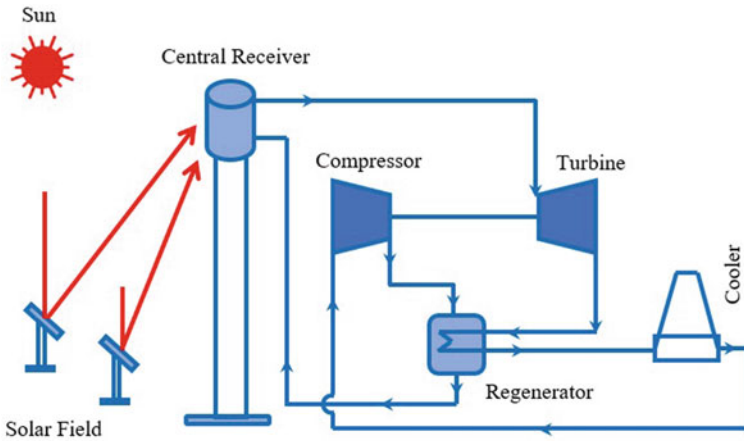 Sun
Central Receiver
Compressor
Turbine
Cooler
Regenerator
Solar Field